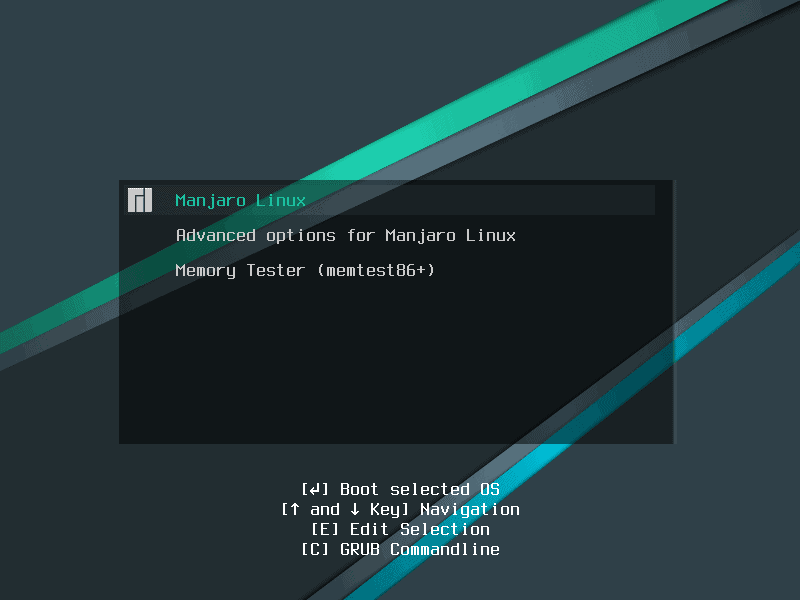 Manjaro Linux
Advanced options for Manjaro Linux
Memory Tester (memtest86+)
[↲] Boot selected OS
[↑ and ↓ Key] Navigation
[E] Edit Selection
[C] GRUB Commandline